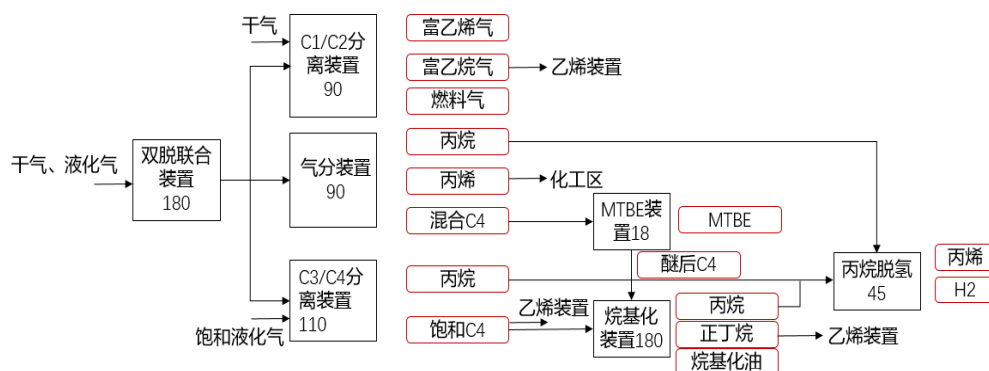 干气
C1/C2分
离装置
90
富乙烯气
富乙烷气
乙烯装置
燃料气
干气、液化气
双脱联合
装置
180
气分装置
90
丙烷
丙烯
化工区
混合C4
MTBE装
置18
MTBE
醚后C4
C3/C4分
离装置
110
饱和液化气
丙烷
饱和C4
乙烯装置
烷基化
装置180
丙烷
正丁烷
烷基化油
乙烯装置
丙烷脱氢
45
丙烯
H2